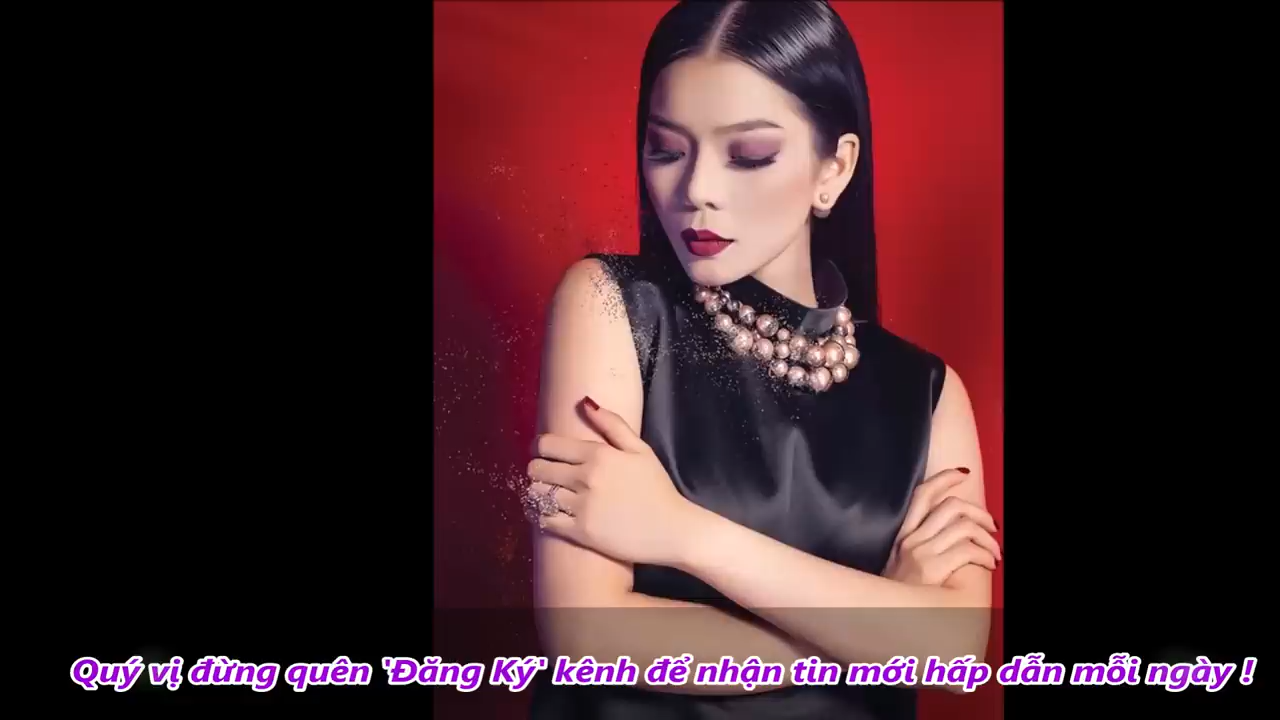 Quý vị đừng quên 'Đăng Ký' kênh để nhận tin mới hấp dẫn mỗi ngày !